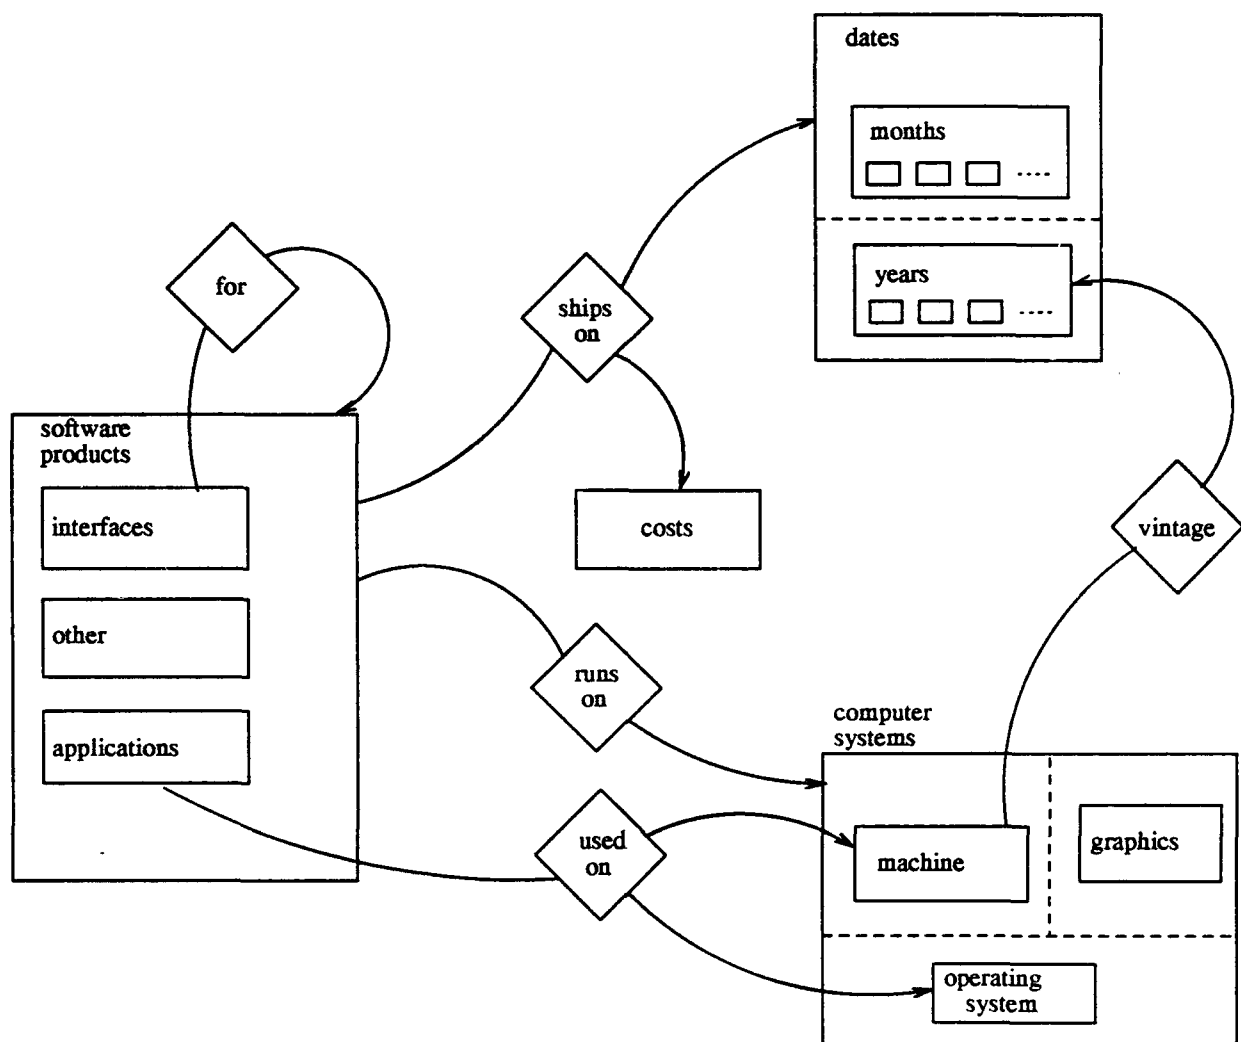 dates
months
....
years
....
for
ships
on
software
products
interfaces
costs
vintage
other
runs
on
applications
computer
systems
used
on
machine
graphics
operating
system